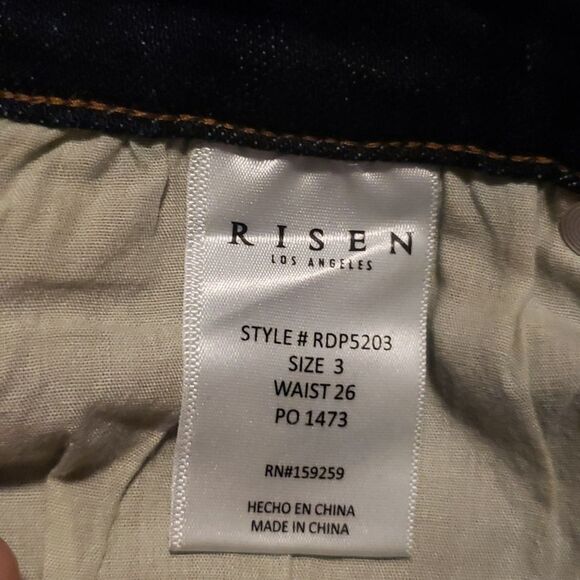 RISEN
LOS ANGELES
STYLE # RDP5203
SIZE 3
WAIST 26
PO 1473
RN#159259
HECHO EN CHINA
MADE IN CHINA